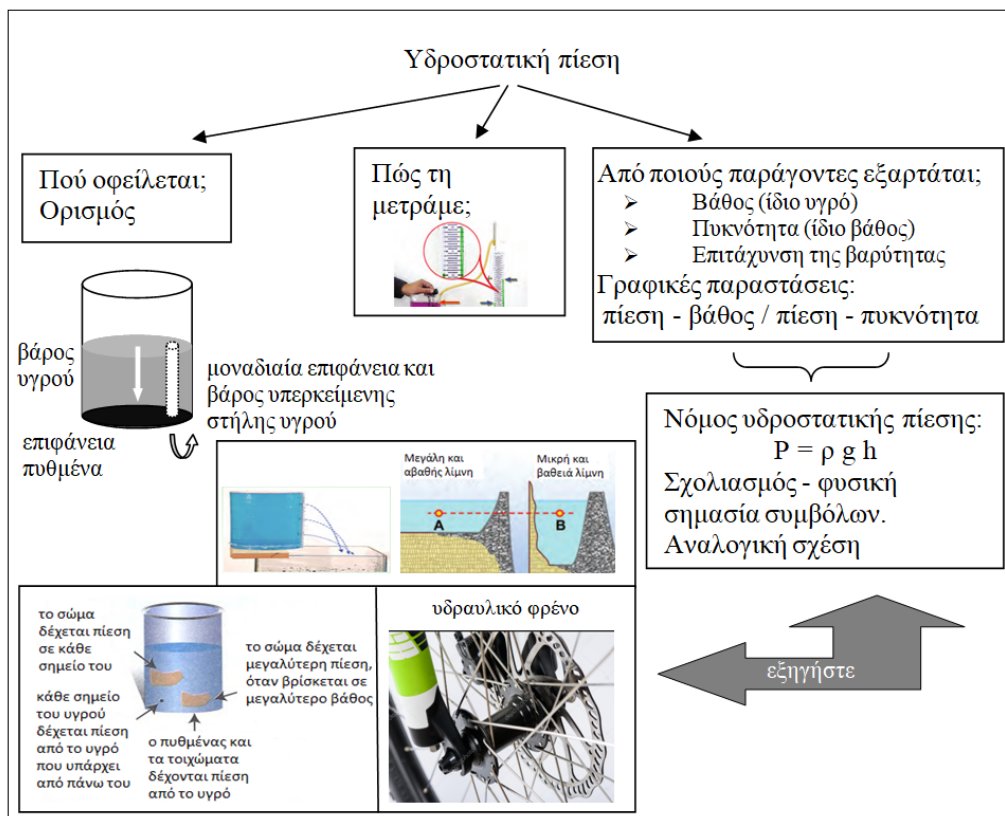 Υδροστατική πίεση
Πού οφείλεται;
Ορισμός
Πώς τη
μετράμε;
Από ποιούς παράγοντες εξαρτάται;
➢ Βάθος (ίδιο υγρό)
➢ Πυκνότητα (ίδιο βάθος)
➢ Επιτάχυνση της βαρύτητας
Γραφικές παραστάσεις:
πίεση - βάθος / πίεση - πυκνότητα
βάρος
υγρού
μοναδιαία επιφάνεια και
βάρος υπερκείμενης
στήλης υγρού
επιφάνεια
πυθμένα
Νόμος υδροστατικής πίεσης:
P = ρ g h
Σχολιασμός - φυσική
σημασία συμβόλων.
Αναλογική σχέση
Μεγάλη και
αβαθής λίμνη
Μικρή και
βαθειά λίμνη
A
B
το σώμα
δέχεται πίεση
σε κάθε
σημείο του
το σώμα δέχεται
μεγαλύτερη πίεση,
όταν βρίσκεται σε
μεγαλύτερο βάθος
κάθε σημείο
του υγρού
δέχεται πίεση
από το υγρό
που υπάρχει
από πάνω του
ο πυθμένας και
τα τοιχώματα
δέχονται πίεση
από το υγρό
υδραυλικό φρένο
εξηγήστε